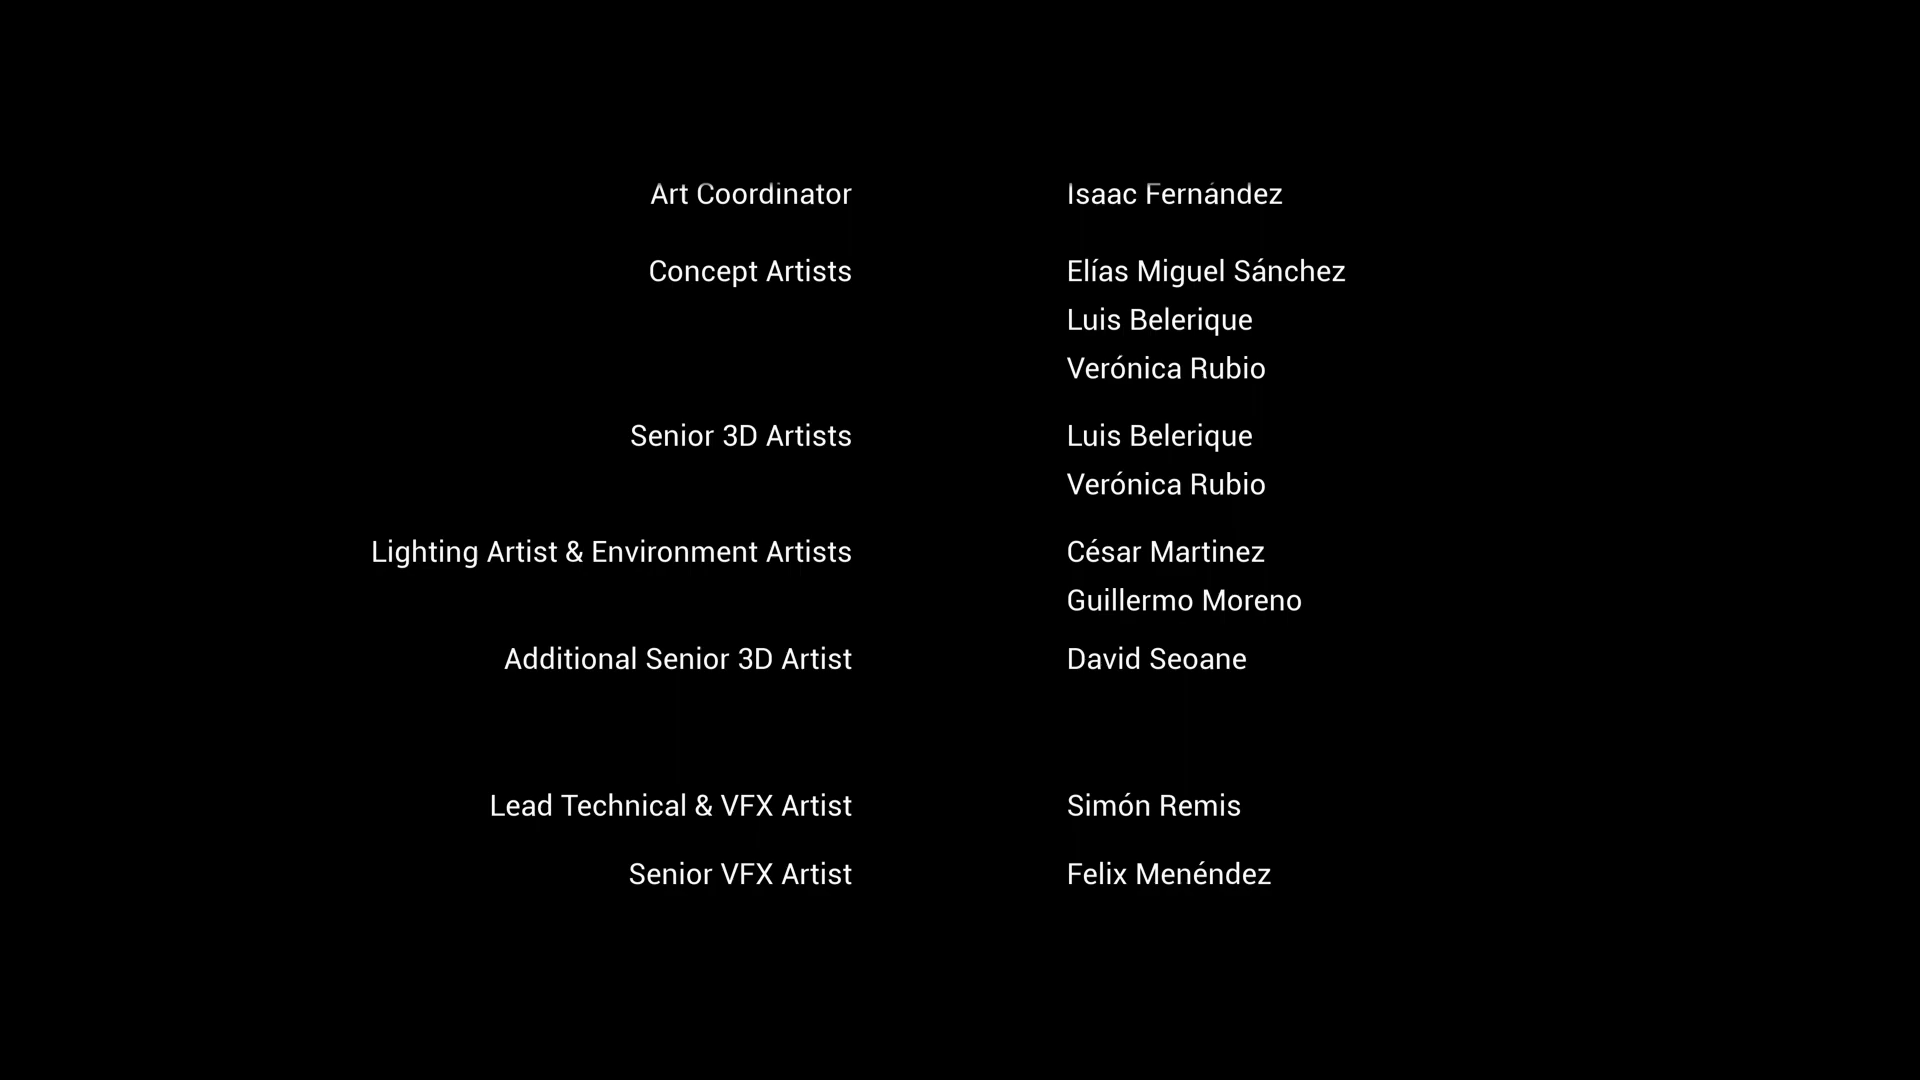 Art Coordinator Isaac Fernández
Concept Artists Elías Miguel Sánchez
Luis Belerique
Verónica Rubio
Senior 3D Artists Luis Belerique
Verónica Rubio
Lighting Artist & Environment Artists César Martinez
Guillermo Moreno
Additional Senior 3D Artist David Seoane
Lead Technical & VFX Artist Simón Remis
Senior VFX Artist Felix Menéndez